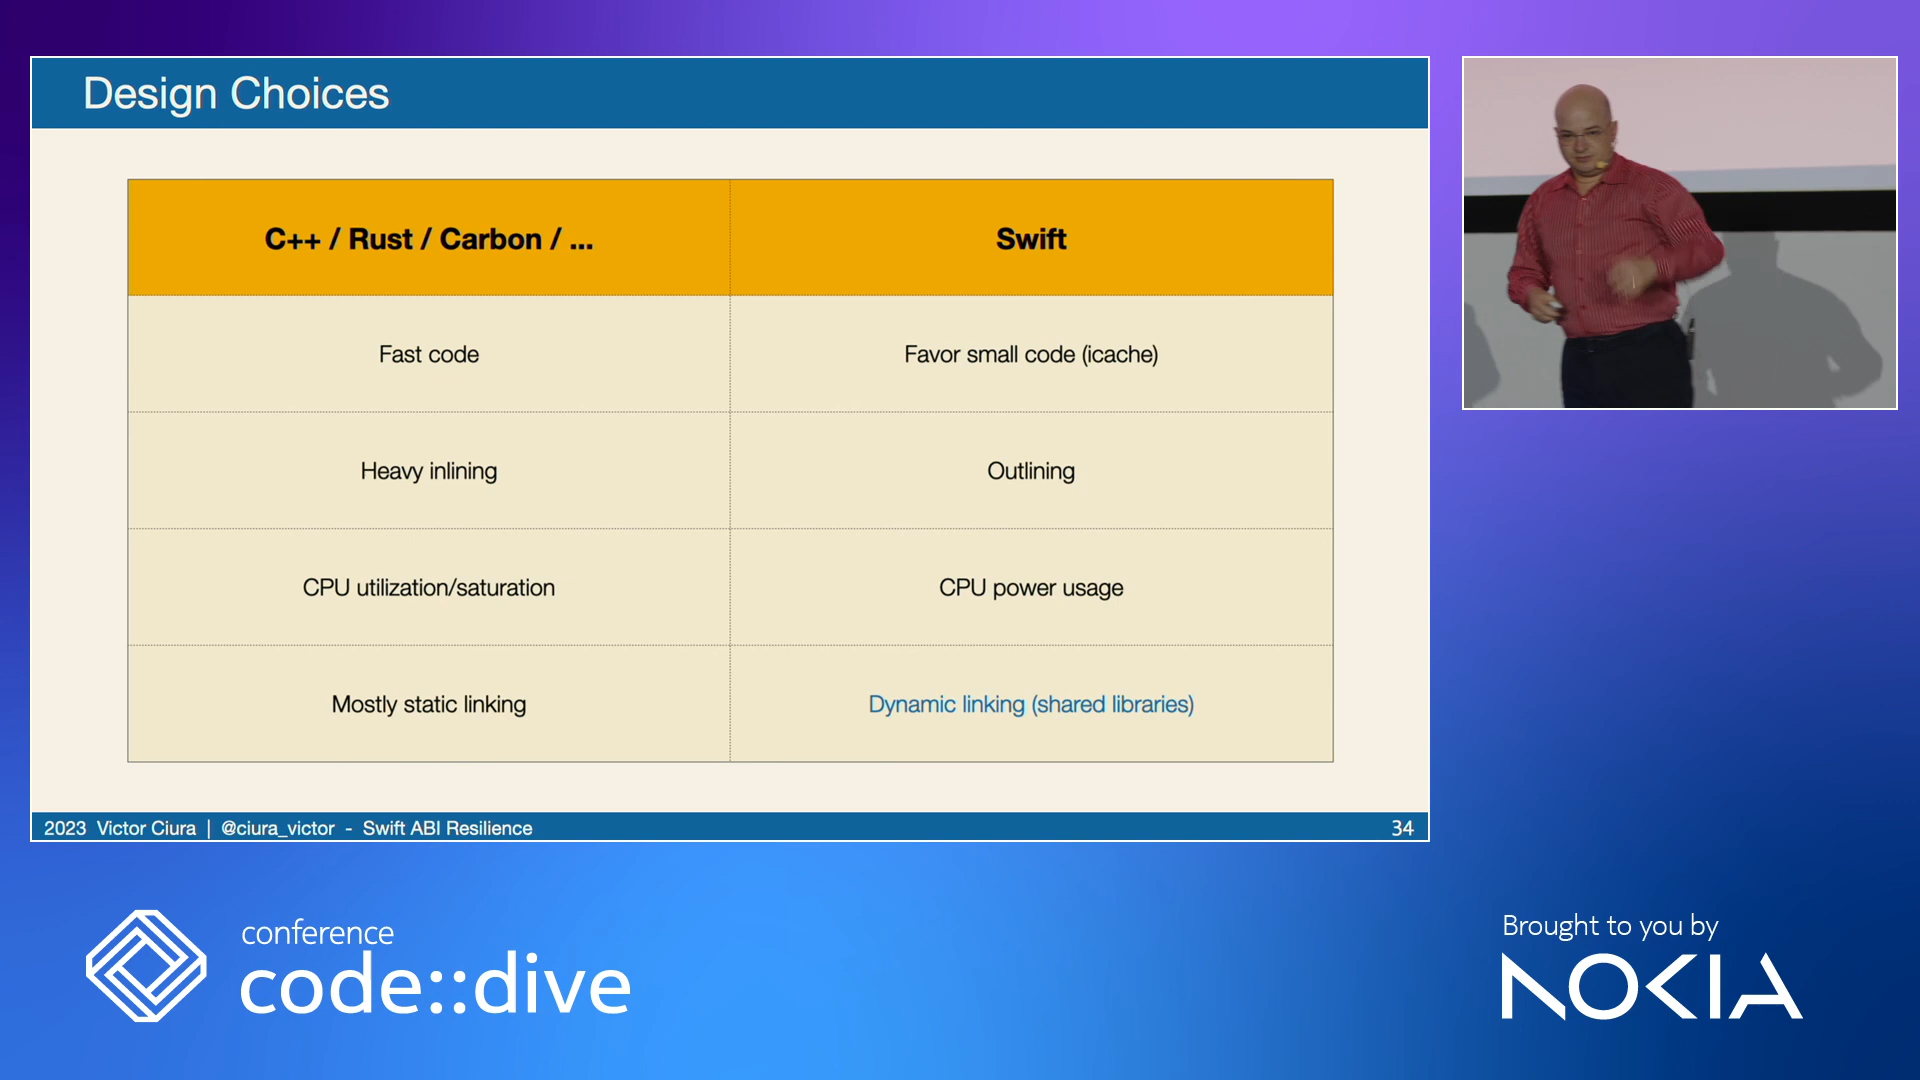 Design Choices
C++ / Rust / Carbon / ...
Swift
Fast code
Favor small code (icache)
Heavy inlining
Outlining
CPU utilization/saturation
CPU power usage
Mostly static linking
Dynamic linking (shared libraries)
2023 Victor Ciura | @ciura_victor - Swift ABI Resilience
34
conference
code::dive
Brought to you by
NOKIA